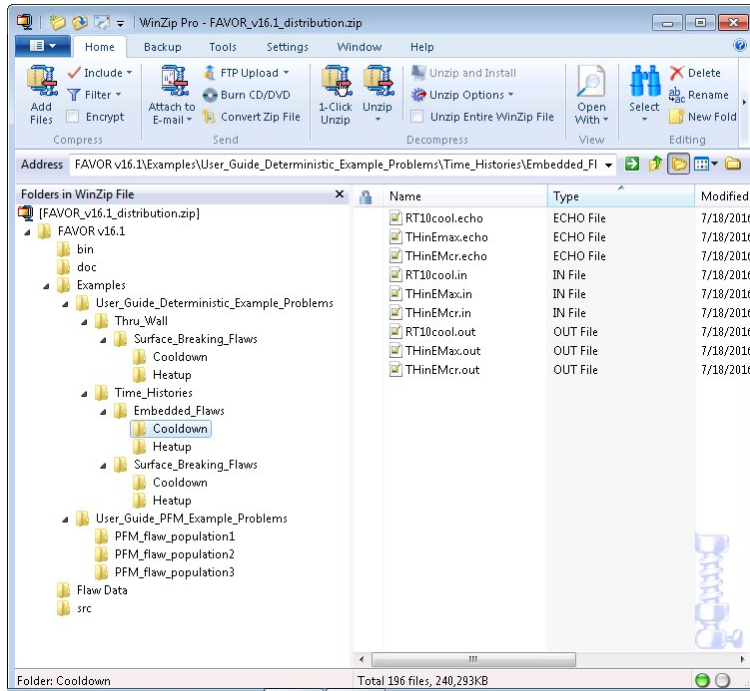 WinZip Pro - FAVOR_v16.1_distribution.zip
Home Backup Tools Settings Window Help
Add Files
Include
Filter
Encrypt
Compress
Attach to E-mail
FTP Upload
Burn CD/DVD
Convert Zip File
Send
1-Click Unzip
Unzip
Unzip and Install
Unzip Options
Unzip Entire WinZip File
Decompress
Open With
View
Select
Delete
Rename
New Fold
Editing
Address FAVOR v16.1\Examples\User_Guide_Deterministic_Example_Problems\Time_Histories\Embedded_Fl
Folders in WinZip File
[FAVOR_v16.1_distribution.zip]
FAVOR v16.1
bin
doc
Examples
User_Guide_Deterministic_Example_Problems
Thru_Wall
Surface_Breaking_Flaws
Cooldown
Heatup
Time_Histories
Embedded_Flaws
Cooldown
Heatup
Surface_Breaking_Flaws
Cooldown
Heatup
User_Guide_PFM_Example_Problems
PFM_flaw_population1
PFM_flaw_population2
PFM_flaw_population3
Flaw Data
src
Name Type Modified
RT10cool.echo ECHO File 7/18/2016
THinEmax.echo ECHO File 7/18/2016
THinEMcr.echo ECHO File 7/18/2016
RT10cool.in IN File 7/18/2016
THinEMax.in IN File 7/18/2016
THinEMcr.in IN File 7/18/2016
RT10cool.out OUT File 7/18/2016
THinEMax.out OUT File 7/18/2016
THinEMcr.out OUT File 7/18/2016
Folder: Cooldown
Total 196 files, 240,293KB